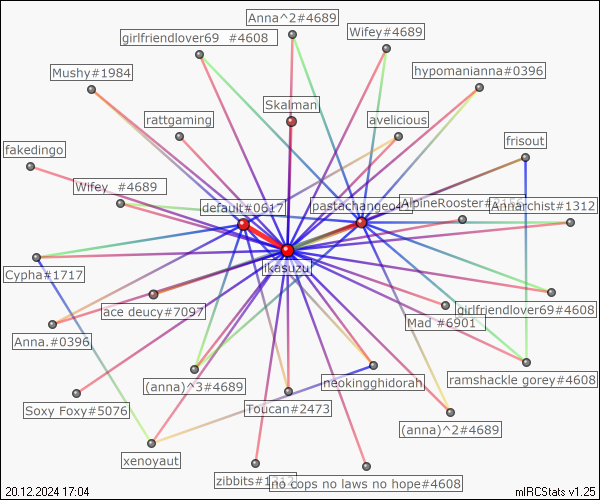 Anna^2#4689
Wifey#4689
girlfriendlover69 #4608
Mushy#1984
hypomanianna#0396
Skalman
rattgaming
avelicious
frisout
fakedingo
Wifey #4689
default#0617
pastachangeo4
AlpineRooster#
Anarchist#1312
ikasuzu
Cypha#1717
ace deucy#7097
girlfriendlover69#4608
Mad #6901
Anna.#0396
(anna)^3#4689
neokingghidorah
ramshackle gorey#4608
Soxy Foxy#5076
Toucan#2473
(anna)^2#4689
xenoyaut
zibbits#1312
no cops no laws no hope#4608
20.12.2024 17:04
mIRCStats v1.25